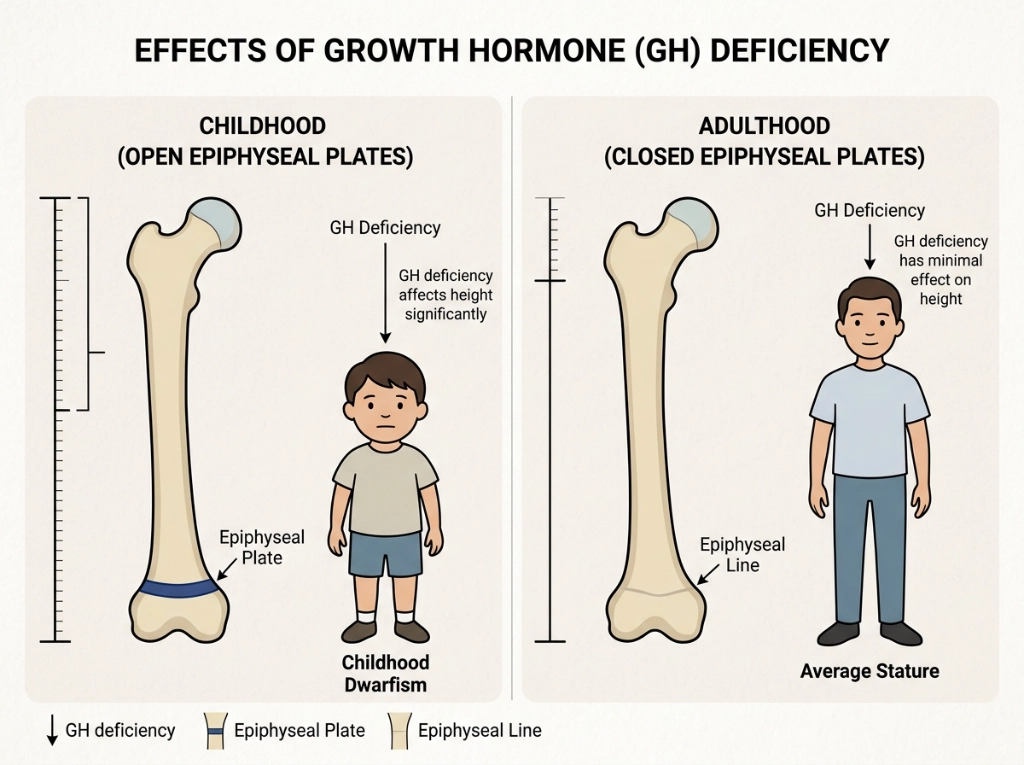 EFFECTS OF GROWTH HORMONE (GH) DEFICIENCY
CHILDHOOD
(OPEN EPIPHYSEAL PLATES)
GH Deficiency
GH deficiency
affects height
significantly
Epiphyseal
Plate
Childhood
Dwarfism
ADULTHOOD
(CLOSED EPIPHYSEAL PLATES)
GH Deficiency
GH deficiency
has minimal
effect on
height
Epiphyseal
Line
Average Stature
GH deficiency
Epiphyseal Plate
Epiphyseal Line